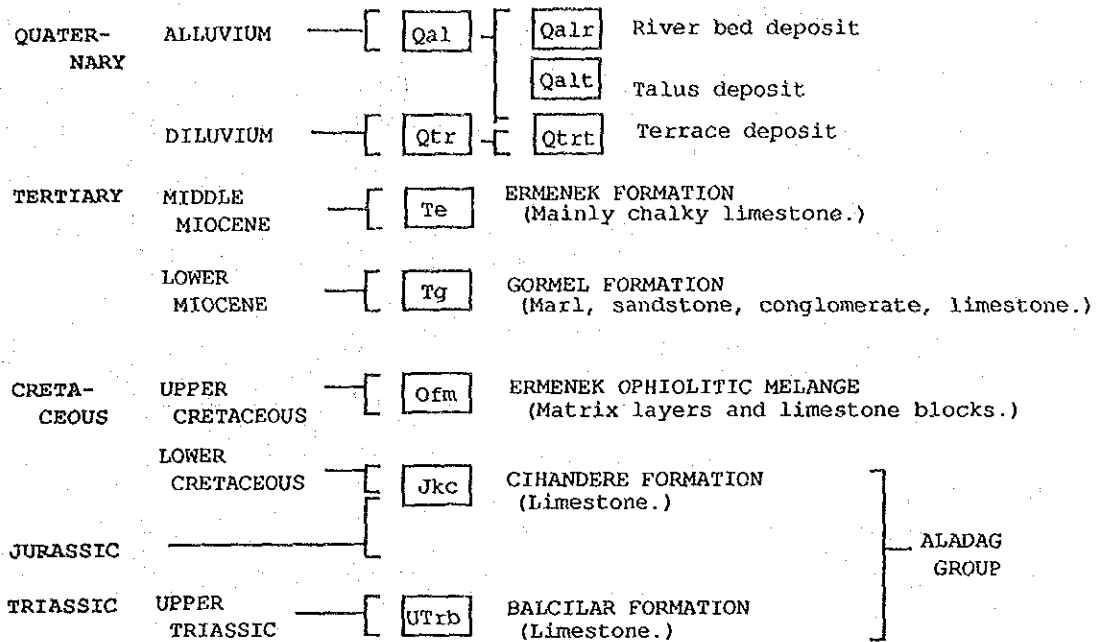 QUATER- ALLUVIUM Qal Qalr River bed deposit
NARY
Qalt Talus deposit
DILUVIUM Qtr Qtrt Terrace deposit
TERTIARY MIDDLE Te ERMENEK FORMATION
MIOCENE (Mainly chalky limestone.)
LOWER Tg GORMEL FORMATION
MIOCENE (Marl, sandstone, conglomerate, limestone.)
CRETA- UPPER Ofm ERMENEK OPHIOLITIC MELANGE
CEOUS CRETACEOUS (Matrix layers and limestone blocks.)
LOWER
CRETACEOUS Jkc CIHANDERE FORMATION
(Limestone.)
JURASSIC ALADAG
GROUP
TRIASSIC UPPER UTrb BALCILAR FORMATION
TRIASSIC (Limestone.)